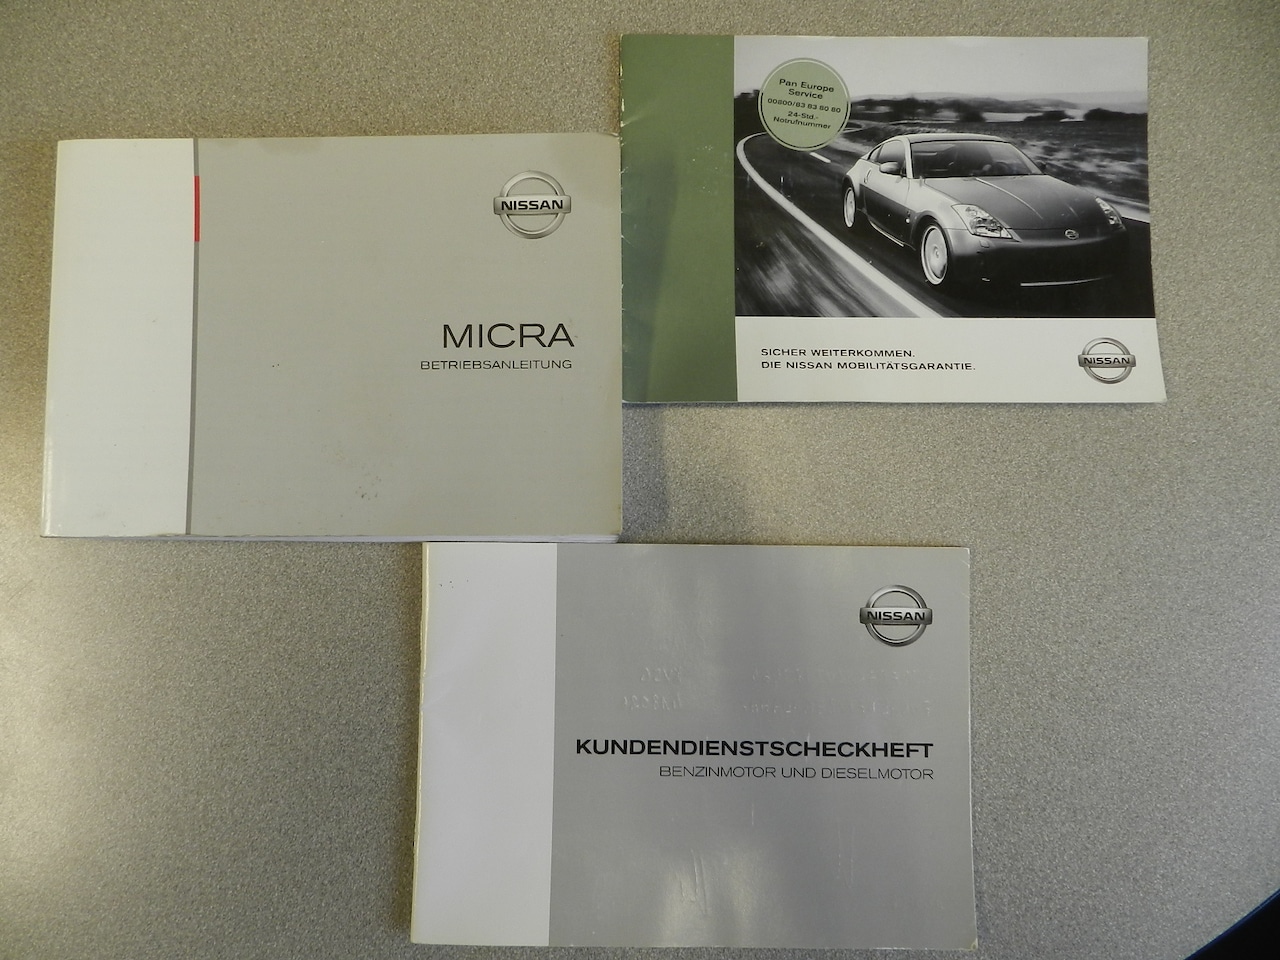 NISSAN
MICRA
BETRIEBSANLEITUNG
Pan Europe
Service
00800/83 83 80 80
24-Std.-
Notrufnummer
SICHER WEITERKOMMEN.
DIE NISSAN MOBILITÄTSGARANTIE.
NISSAN
NISSAN
KUNDENDIENSTSCHECKHEFT
BENZINMOTOR UND DIESELMOTOR